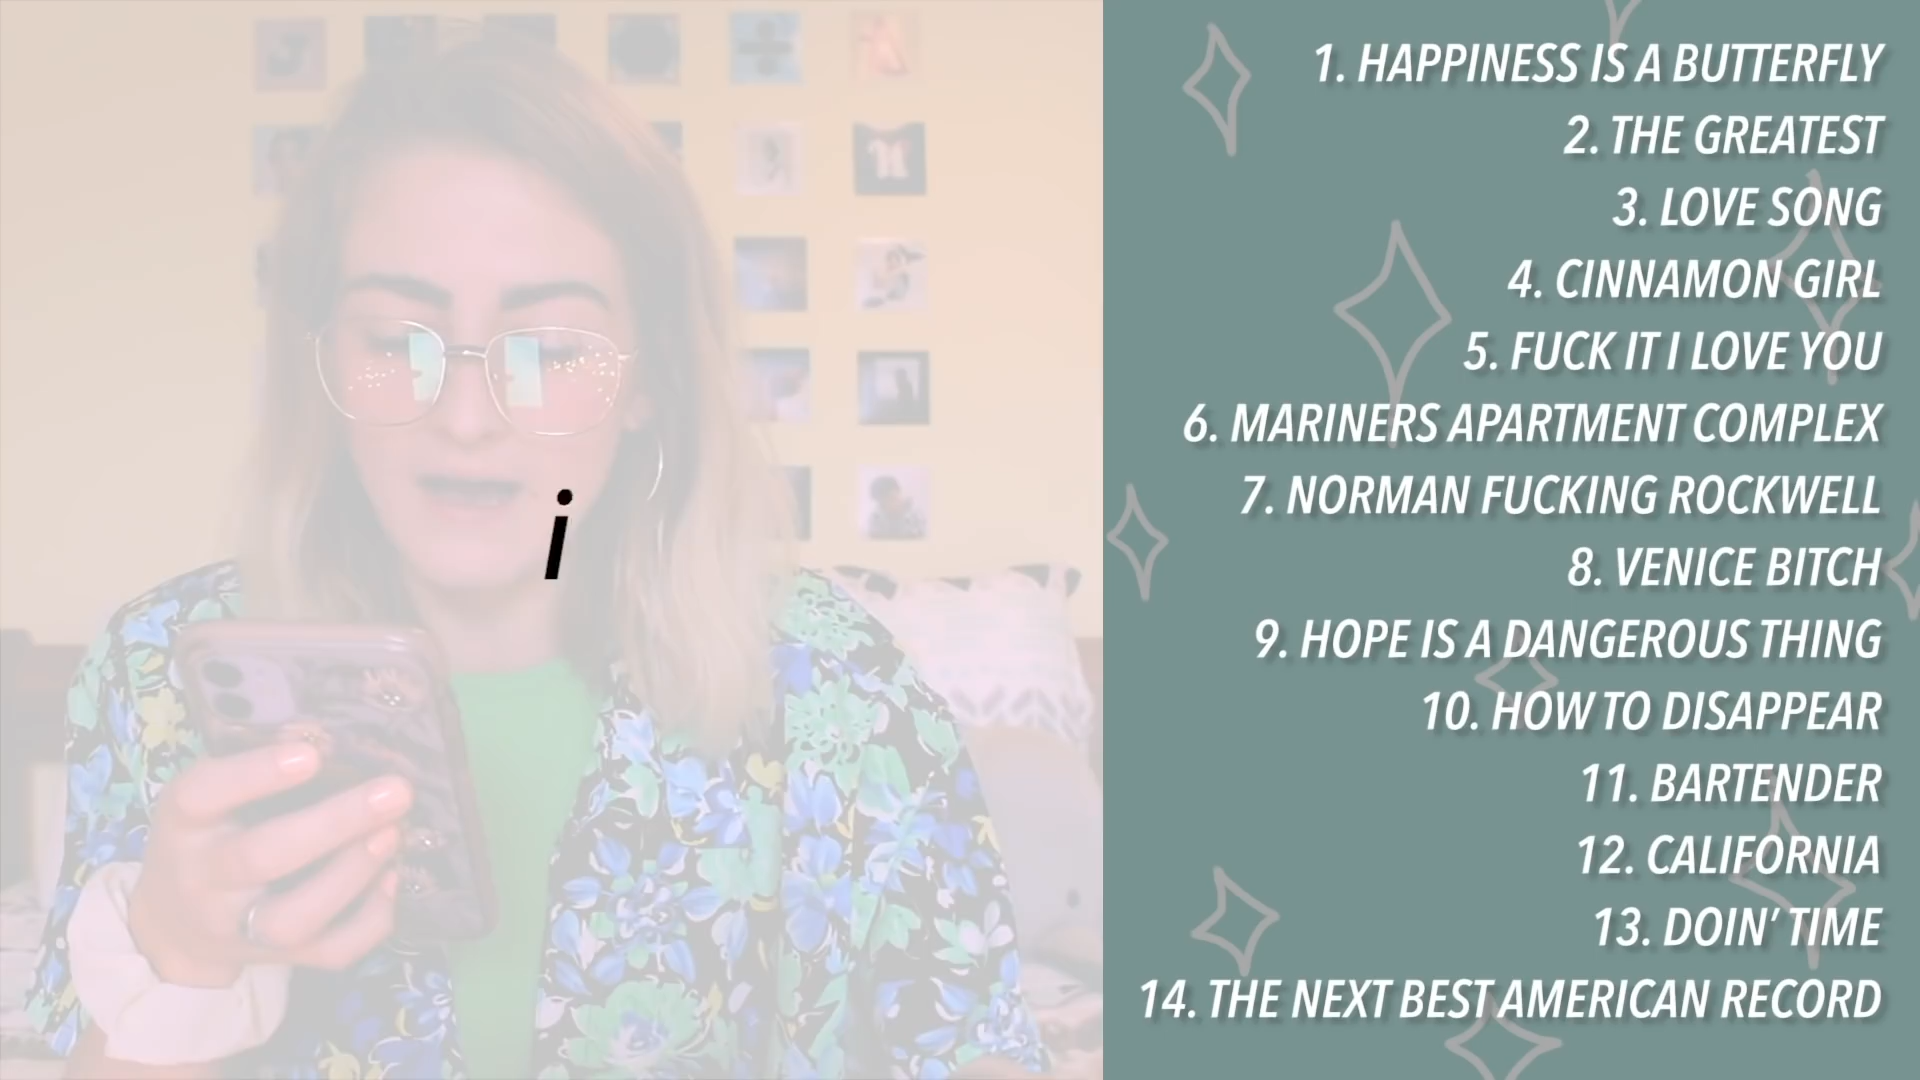 i
1. HAPPINESS IS A BUTTERFLY
2. THE GREATEST
3. LOVE SONG
4. CINNAMON GIRL
5. FUCK IT I LOVE YOU
6. MARINERS APARTMENT COMPLEX
7. NORMAN FUCKING ROCKWELL
8. VENICE BITCH
9. HOPE IS A DANGEROUS THING
10. HOW TO DISAPPEAR
11. BARTENDER
12. CALIFORNIA
13. DOIN’ TIME
14. THE NEXT BEST AMERICAN RECORD